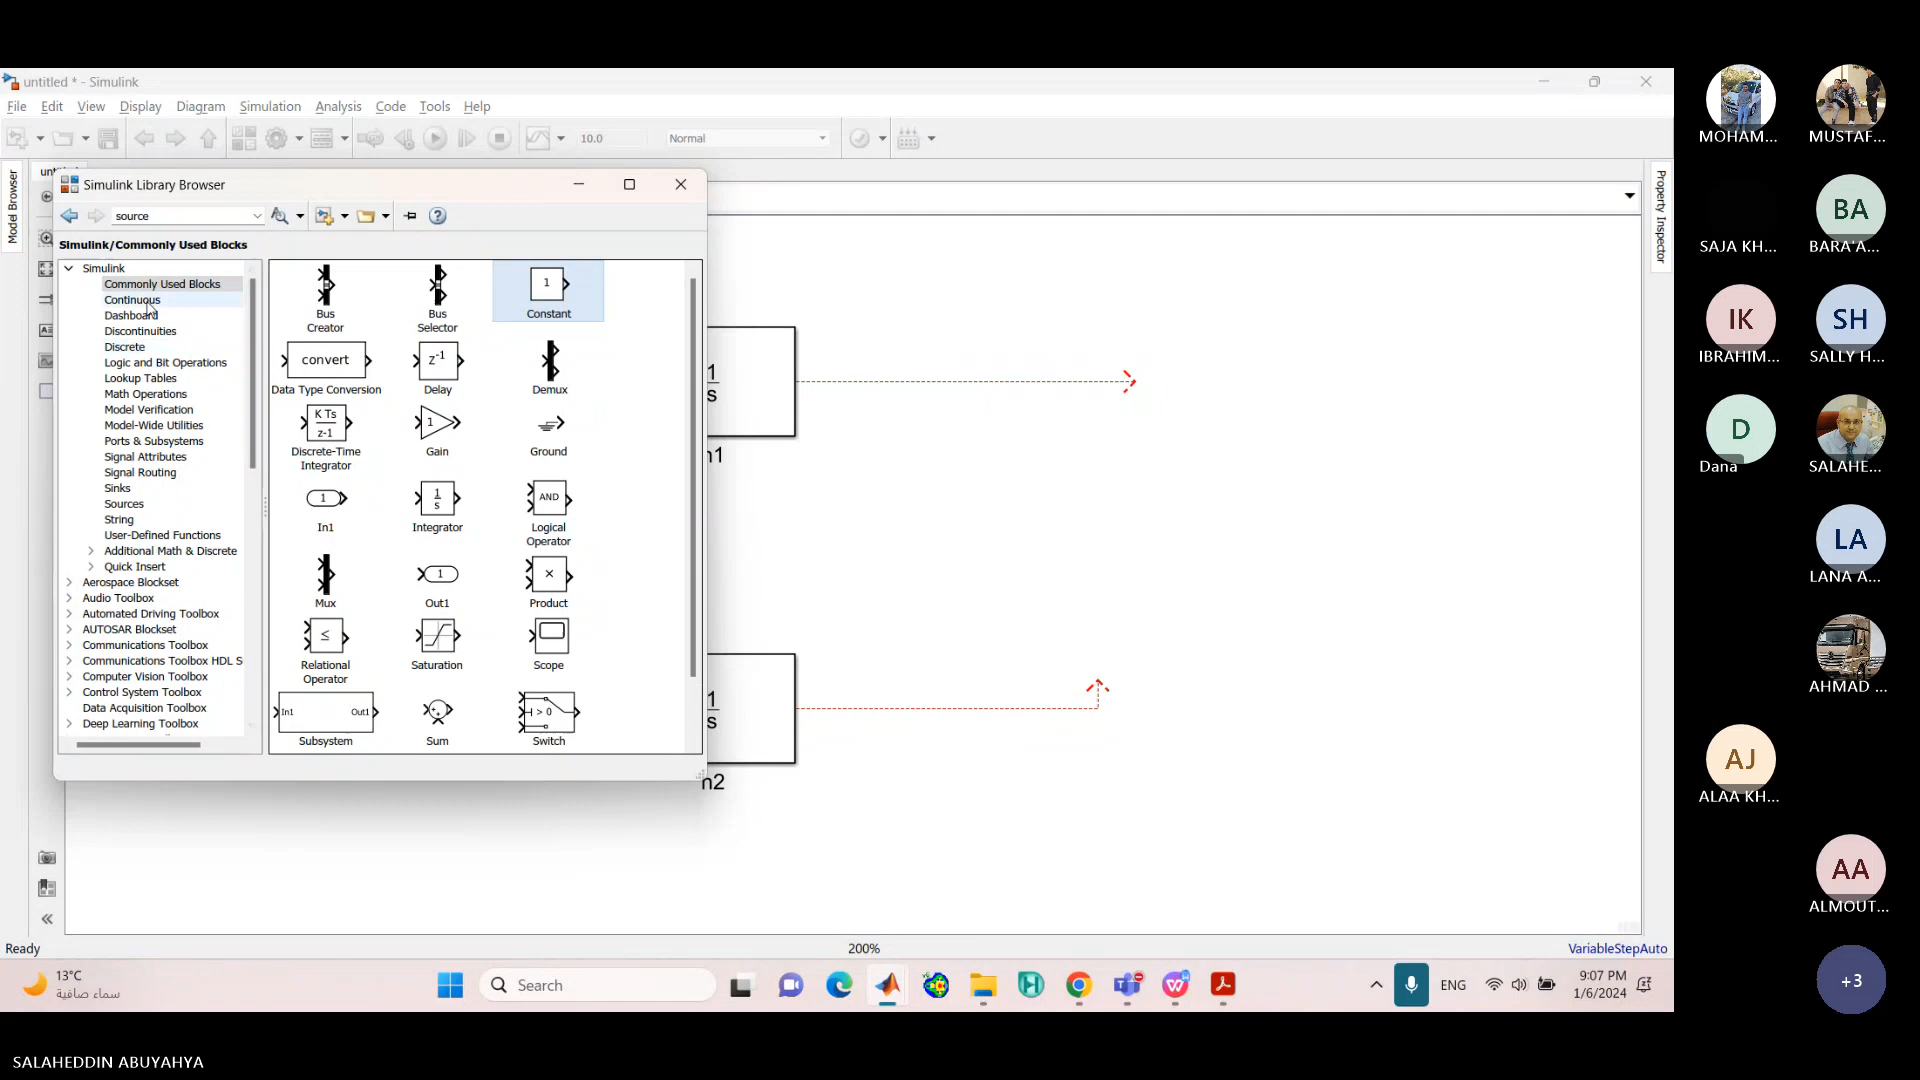 untitled * - Simulink
File Edit View Display Diagram Simulation Analysis Code Tools Help
10.0
Normal
Model Browser
Property Inspector
Simulink Library Browser
source
Simulink/Commonly Used Blocks
Simulink
Commonly Used Blocks
Continuous
Dashboard
Discontinuities
Discrete
Logic and Bit Operations
Lookup Tables
Math Operations
Model Verification
Model-Wide Utilities
Ports & Subsystems
Signal Attributes
Signal Routing
Sinks
Sources
String
User-Defined Functions
Additional Math & Discrete
Quick Insert
Aerospace Blockset
Audio Toolbox
Automated Driving Toolbox
AUTOSAR Blockset
Communications Toolbox
Communications Toolbox HDL S
Computer Vision Toolbox
Control System Toolbox
Data Acquisition Toolbox
Deep Learning Toolbox
Bus
Creator
Bus
Selector
1
Constant
convert
Data Type Conversion
z-1
Delay
Demux
K Ts
z-1
Discrete-Time
Integrator
1
Gain
Ground
1
In1
1
s
Integrator
AND
Logical
Operator
Mux
1
Out1
×
Product
≤
Relational
Operator
Saturation
Scope
In1 Out1
Subsystem
Sum
> 0
Switch
1
s
n1
1
s
n2
Ready
200%
VariableStepAuto
13°C
سماء صافية
Search
ENG
9:07 PM
1/6/2024
MOHAM...
MUSTAF...
SAJA KH...
BA
BARA'A...
IK
IBRAHIM...
SH
SALLY H...
D
Dana
SALAHE...
LA
LANA A...
AHMAD ...
AJ
ALAA KH...
AA
ALMOUT...
+3
SALAHEDDIN ABUYAHYA